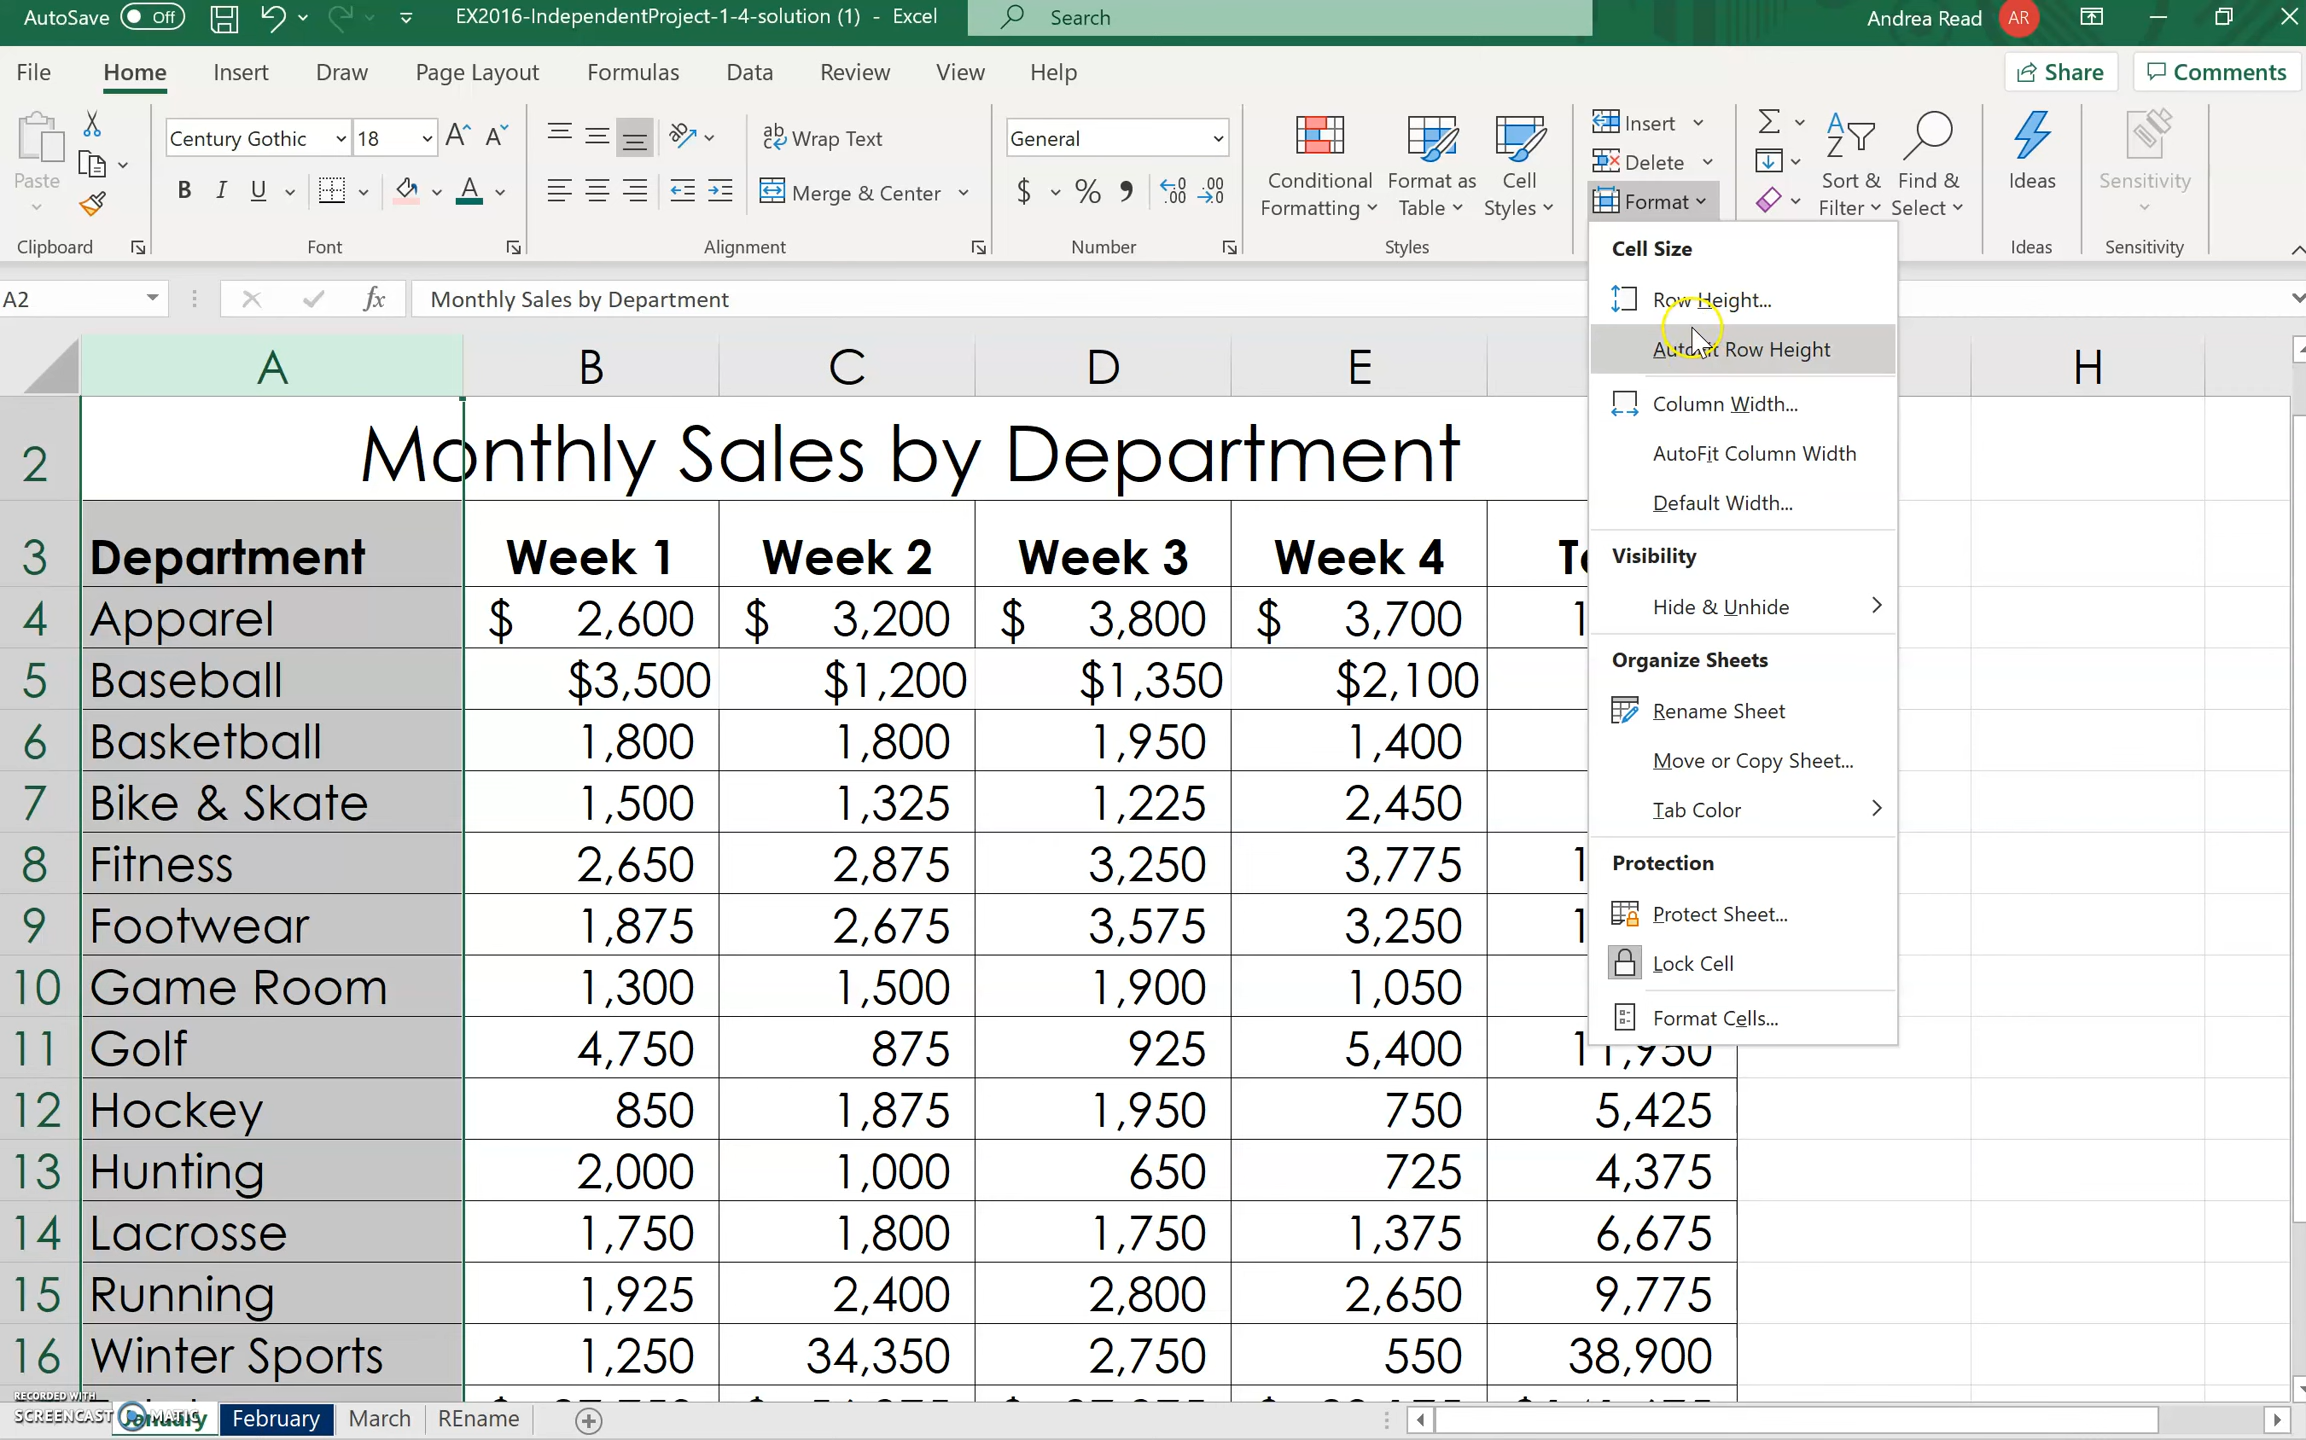 AutoSave Off EX2016-IndependentProject-1-4-solution (1) - Excel Search Andrea Read AR
File Home Insert Draw Page Layout Formulas Data Review View Help Share Comments
Century Gothic 18 ab Wrap Text General Insert
Paste B I U A ab Merge & Center $ % , Conditional Formatting Format as Table Cell Styles Delete Format Sort & Filter Find & Select Ideas Sensitivity
Clipboard Font Alignment Number Styles Ideas Sensitivity
A2 fx Monthly Sales by Department
Cell Size
Row Height...
Row Height
Column Width...
AutoFit Column Width
Default Width...
Visibility
Hide & Unhide
Organize Sheets
Rename Sheet
Move or Copy Sheet...
Tab Color
Protection
Protect Sheet...
Lock Cell
Format Cells...
A B C D E H
2 Monthly Sales by Department
3 Department Week 1 Week 2 Week 3 Week 4
4 Apparel $ 2,600 $ 3,200 $ 3,800 $ 3,700
5 Baseball $3,500 $1,200 $1,350 $2,100
6 Basketball 1,800 1,800 1,950 1,400
7 Bike & Skate 1,500 1,325 1,225 2,450
8 Fitness 2,650 2,875 3,250 3,775
9 Footwear 1,875 2,675 3,575 3,250
10 Game Room 1,300 1,500 1,900 1,050
11 Golf 4,750 875 925 5,400 11,950
12 Hockey 850 1,875 1,950 750 5,425
13 Hunting 2,000 1,000 650 725 4,375
14 Lacrosse 1,750 1,800 1,750 1,375 6,675
15 Running 1,925 2,400 2,800 2,650 9,775
16 Winter Sports 1,250 34,350 2,750 550 38,900
RECORDED WITH
SCREENCAST MATIC
February March REname